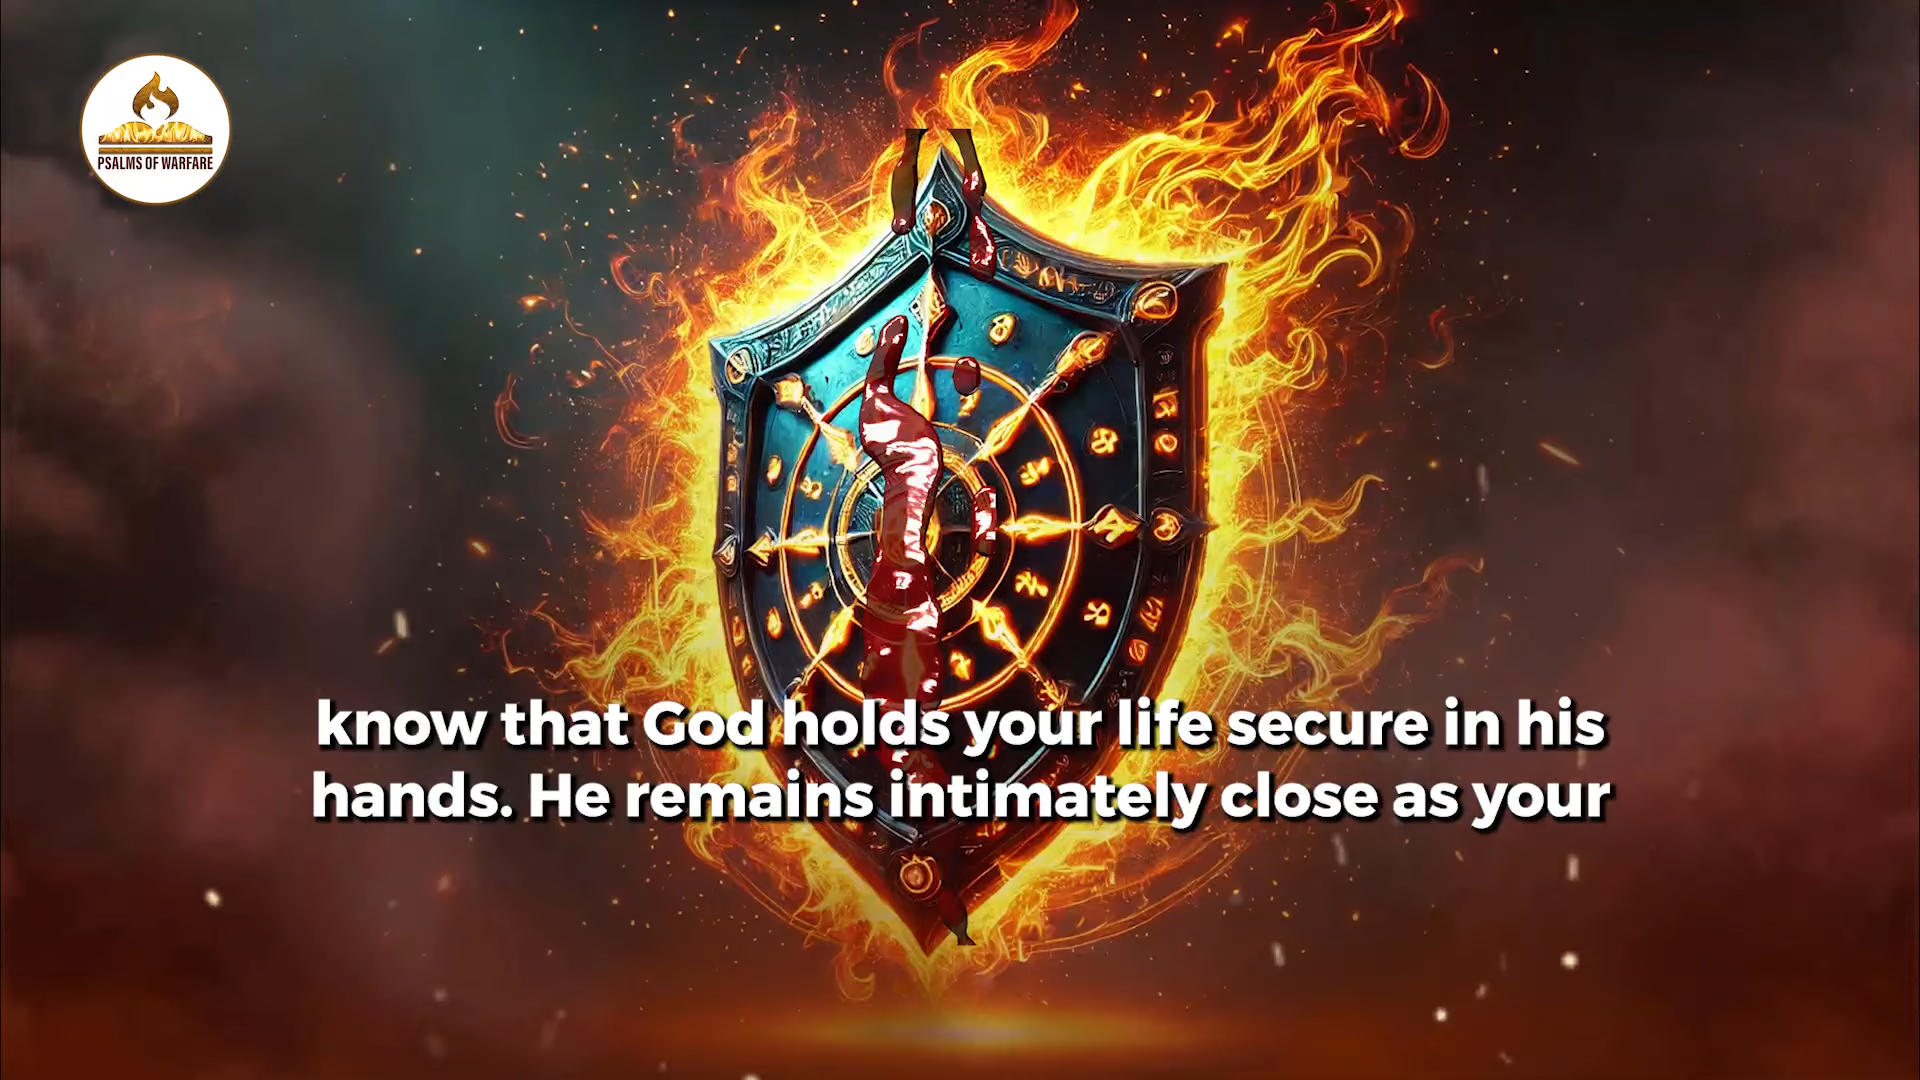 PSALMS OF WARFARE
know that God holds your life secure in his
hands. He remains intimately close as your